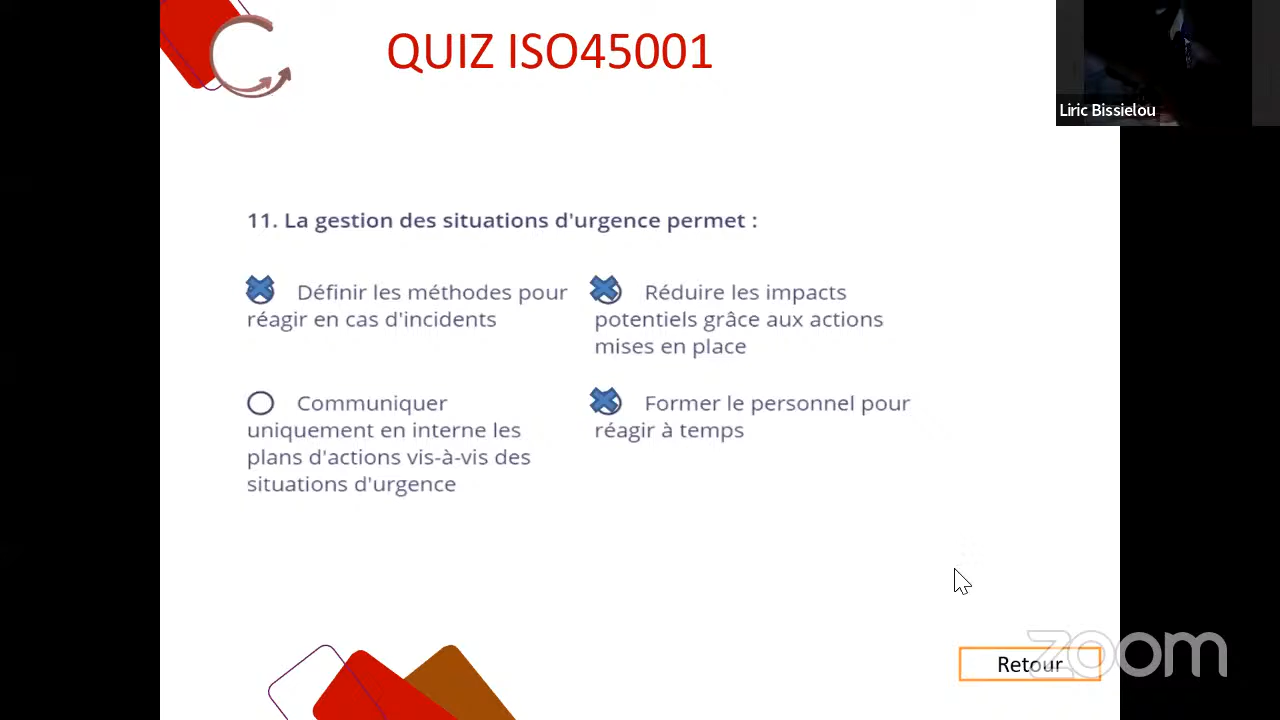 QUIZ ISO45001
Liric Bissielou
11. La gestion des situations d'urgence permet :
Définir les méthodes pour
réagir en cas d'incidents
Réduire les impacts
potentiels grâce aux actions
mises en place
Communiquer
uniquement en interne les
plans d'actions vis-à-vis des
situations d'urgence
Former le personnel pour
réagir à temps
Retour
zoom